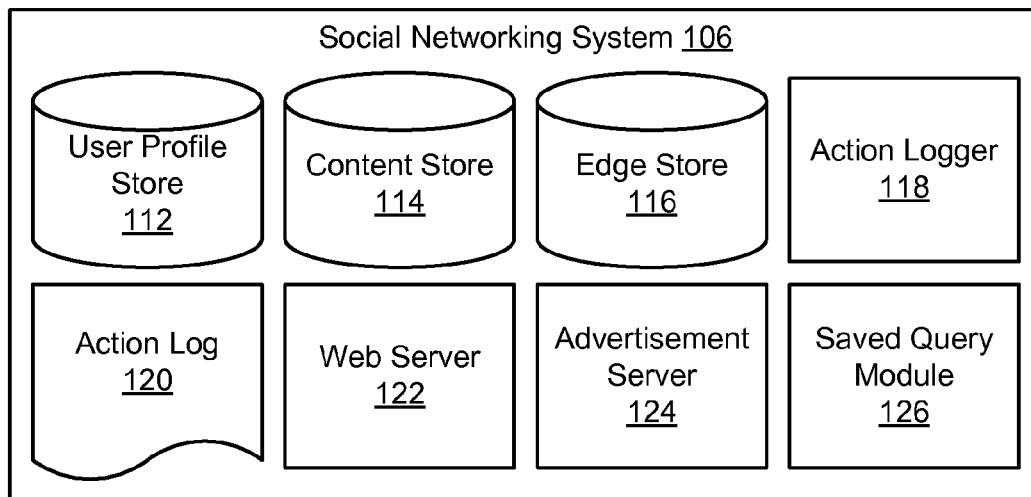 Social Networking System 106
User Profile
Store
112
Content Store
114
Edge Store
116
Action Logger
118
Action Log
120
Web Server
122
Advertisement
Server
124
Saved Query
Module
126